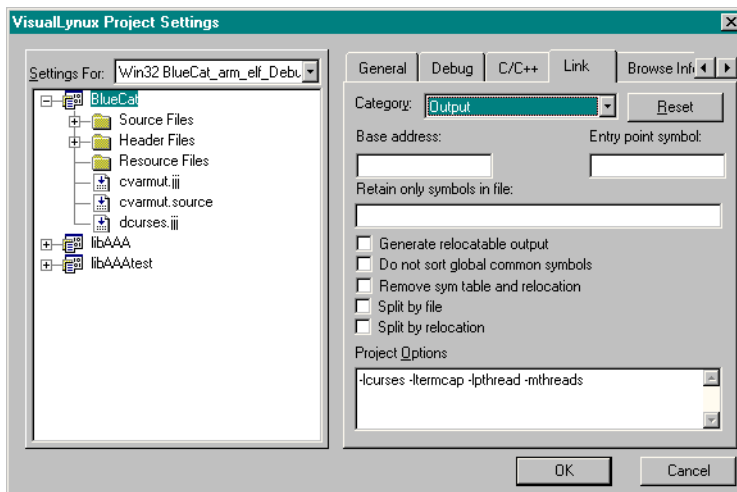 VisualLynux Project Settings
Settings For: Win32 BlueCat_arm_elf_Debu
BlueCat
Source Files
Header Files
Resource Files
cvarmut.jjj
cvarmut.source
dcurses.jjj
libAAA
libAAAtest
General Debug C/C++ Link Browse Info
Category: Output Reset
Base address: Entry point symbol:
Retain only symbols in file:
Generate relocatable output
Do not sort global common symbols
Remove sym table and relocation
Split by file
Split by relocation
Project Options
-lcurses -ltermcap -lpthread -mthreads
OK Cancel